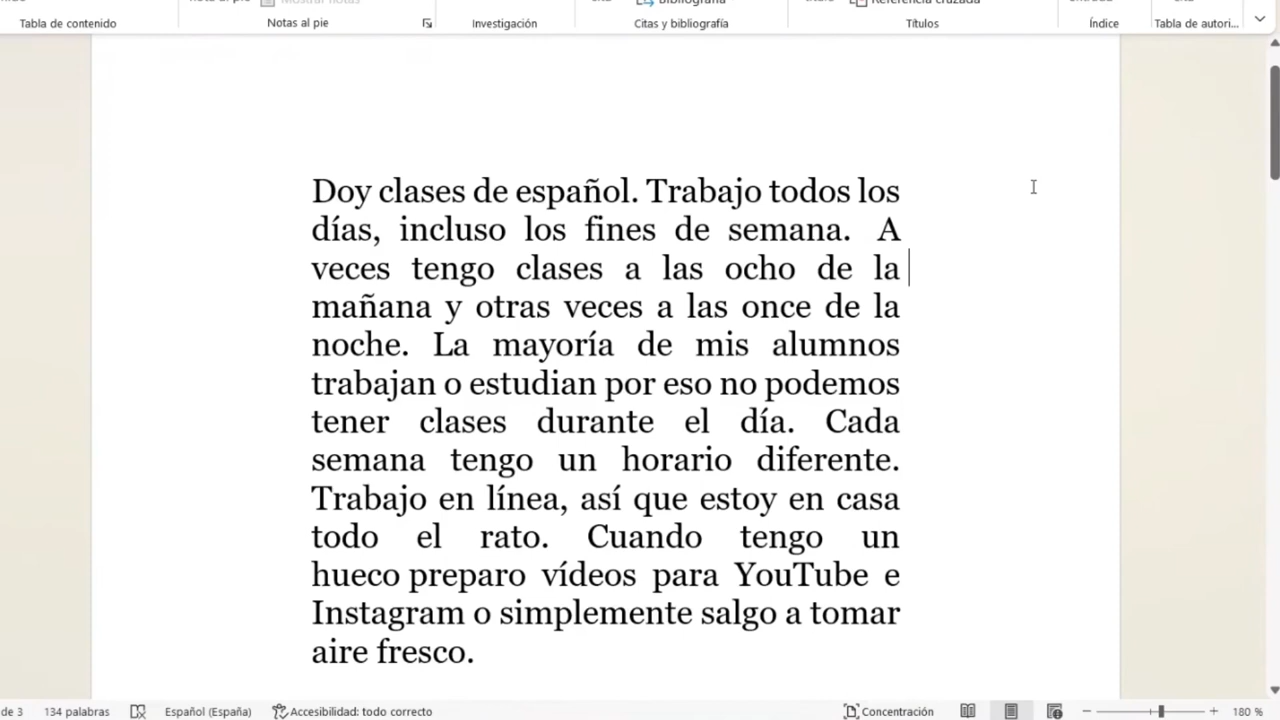 Mostrar notas
Bibliografía
Referencia cruzada
Tabla de contenido
Notas al pie
Investigación
Citas y bibliografía
Títulos
Índice
Tabla de autori...
Doy clases de español. Trabajo todos los
días, incluso los fines de semana. A
veces tengo clases a las ocho de la
mañana y otras veces a las once de la
noche. La mayoría de mis alumnos
trabajan o estudian por eso no podemos
tener clases durante el día. Cada
semana tengo un horario diferente.
Trabajo en línea, así que estoy en casa
todo el rato. Cuando tengo un
hueco preparo vídeos para YouTube e
Instagram o simplemente salgo a tomar
aire fresco.
de 3 134 palabras Español (España) Accesibilidad: todo correcto Concentración 180 %